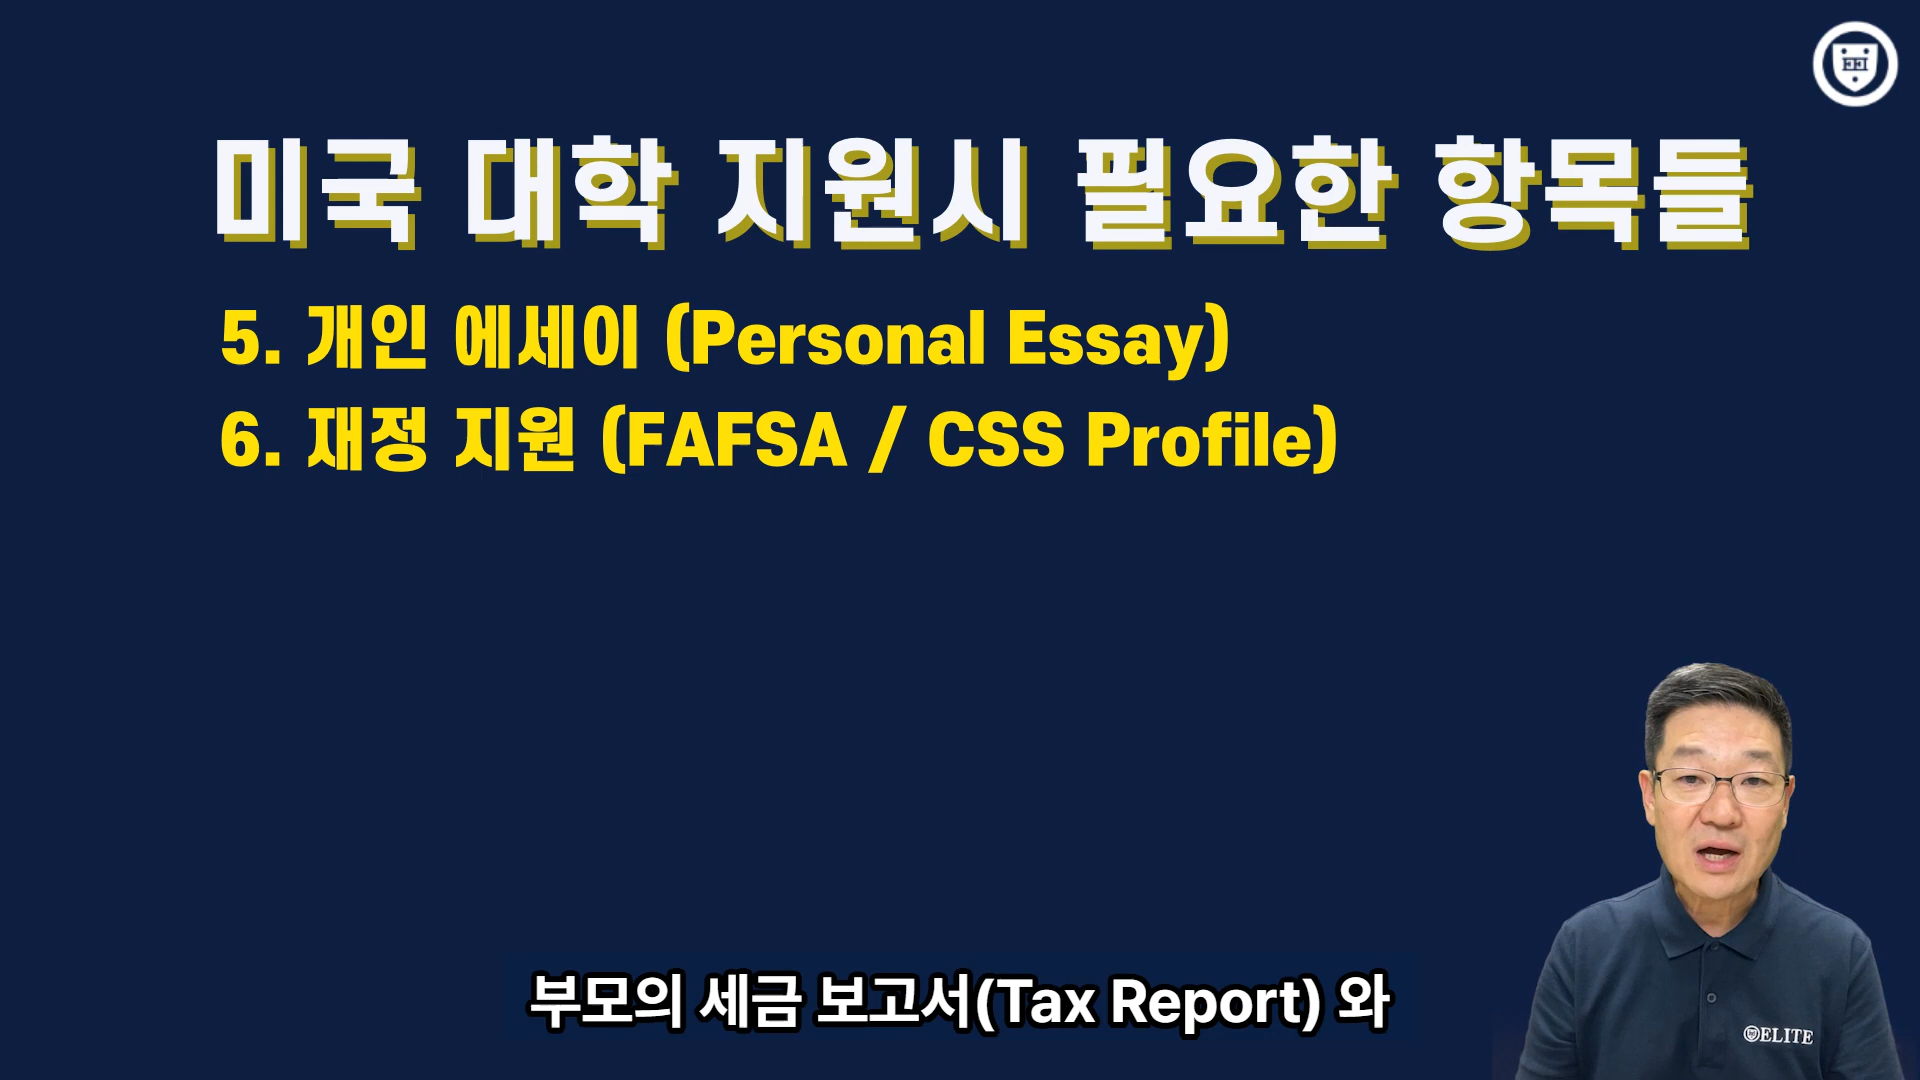 미국 대학 지원시 필요한 항목들
5. 개인 에세이 (Personal Essay)
6. 재정 지원 (FAFSA / CSS Profile)
부모의 세금 보고서(Tax Report) 와
EEI
ELITE